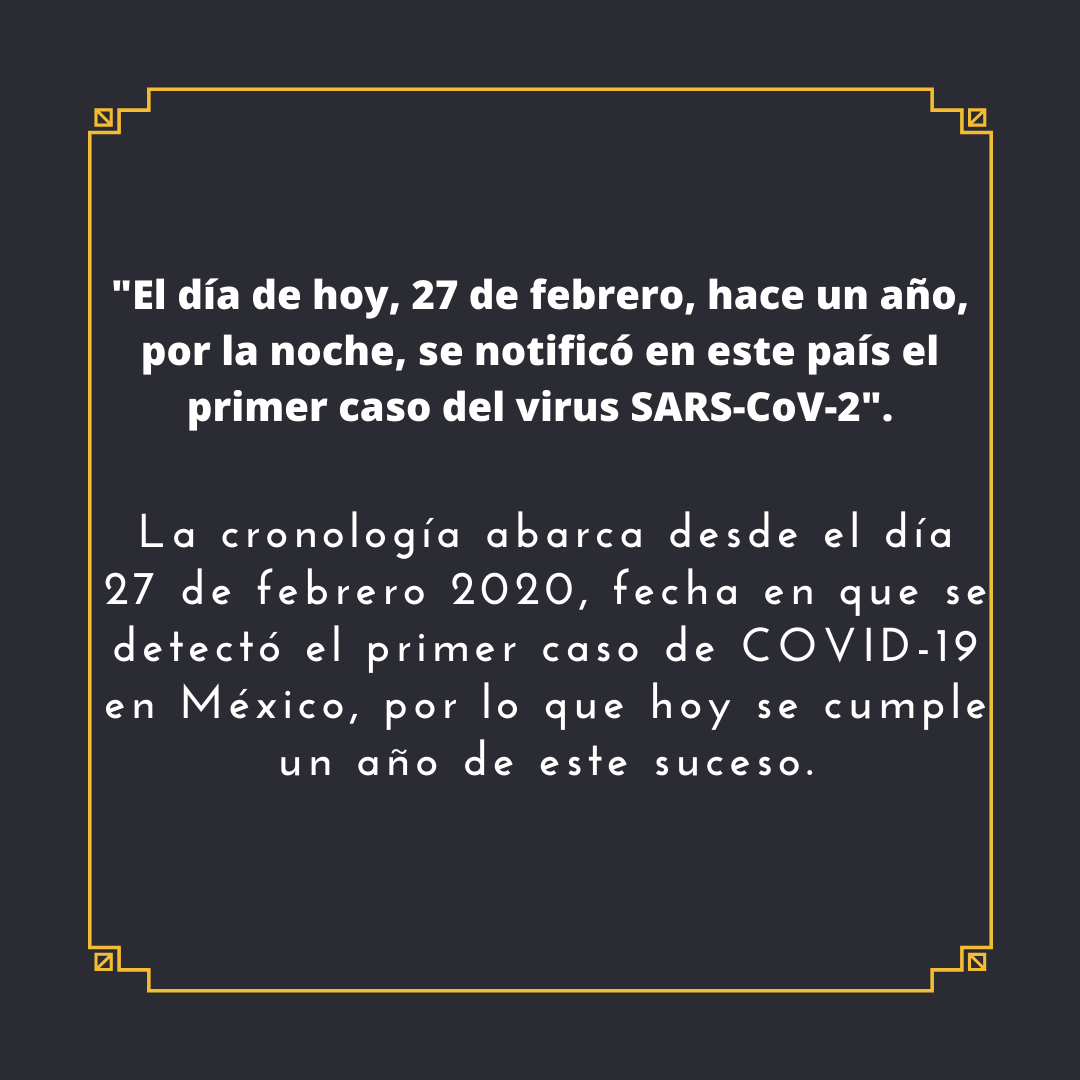 "El día de hoy, 27 de febrero, hace un año,
por la noche, se notificó en este país el
primer caso del virus SARS-CoV-2".
La cronología abarca desde el día
27 de febrero 2020, fecha en que se
detectó el primer caso de COVID-19
en México, por lo que hoy se cumple
un año de este suceso.